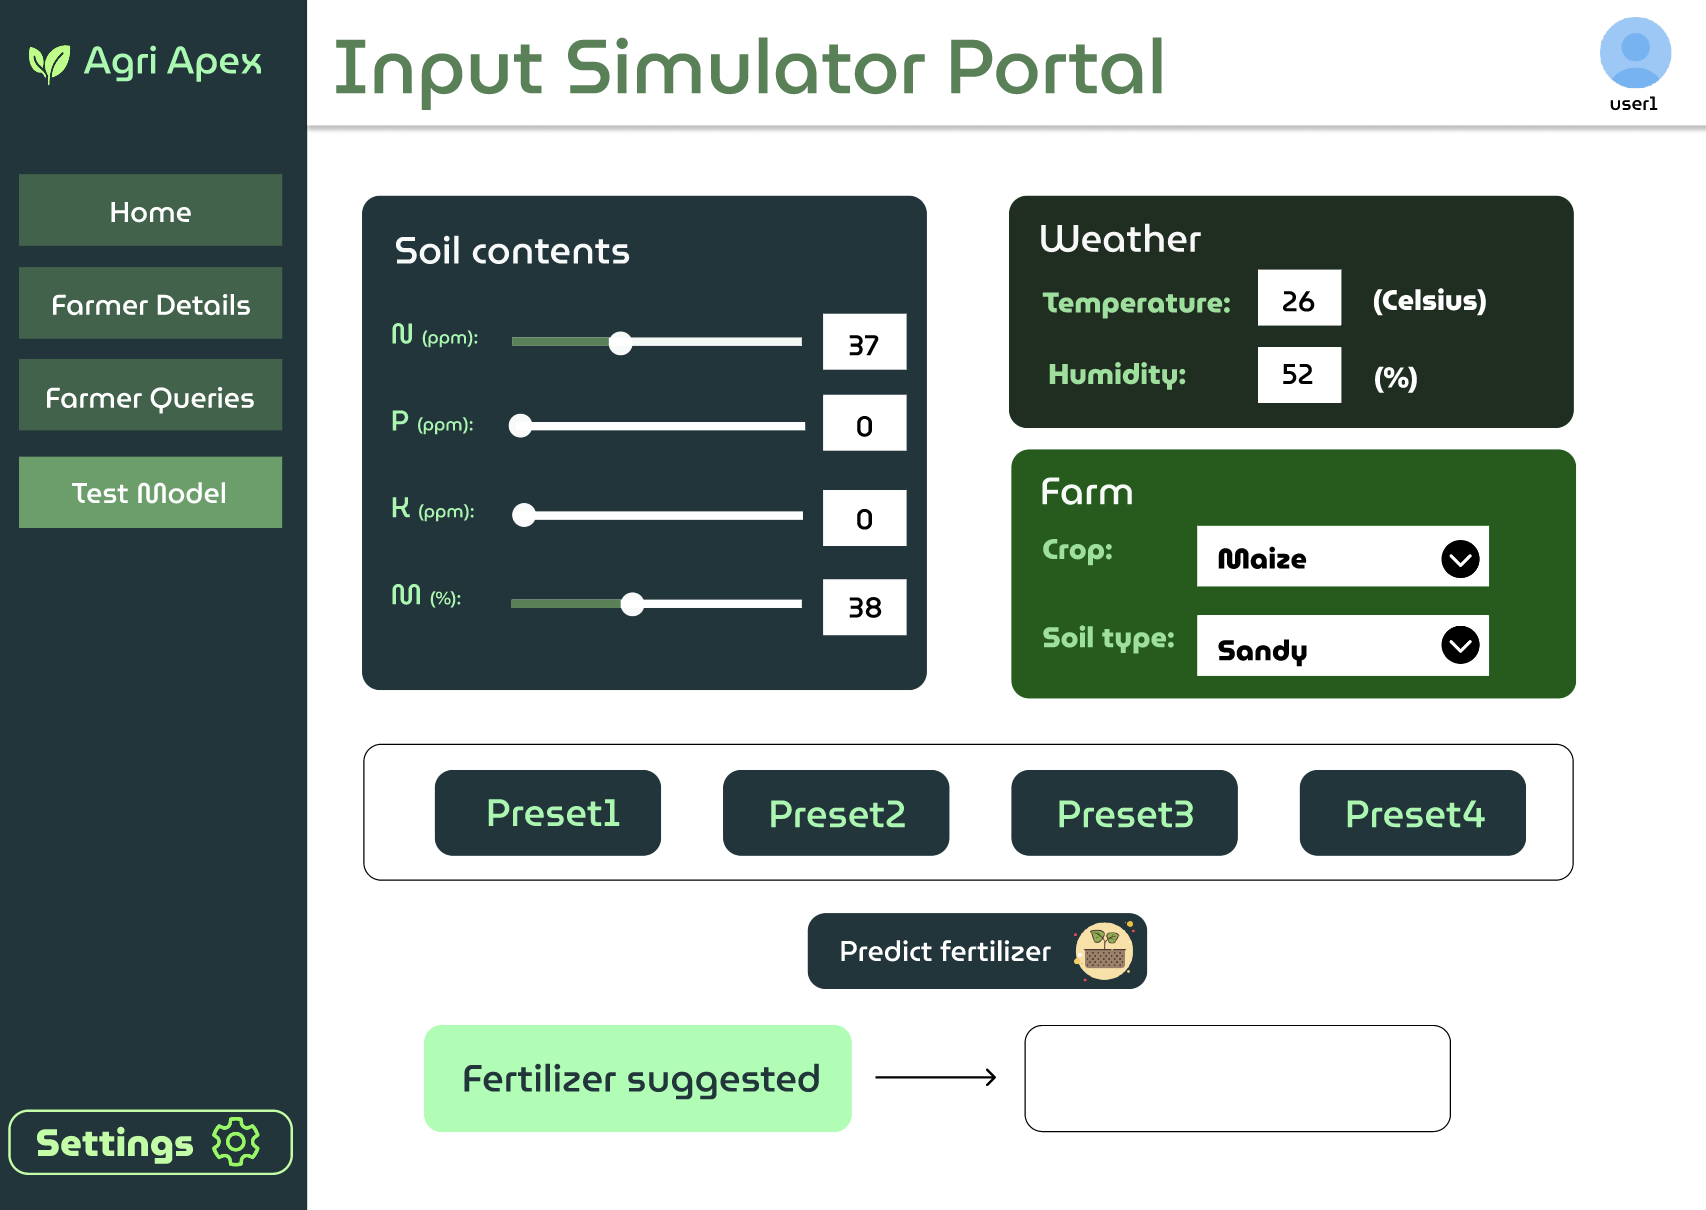 Agri Apex
Input Simulator Portal
user1
Home
Farmer Details
Farmer Queries
Test Model
Settings
Soil contents
N (ppm): 37
P (ppm): 0
K (ppm): 0
M (%): 38
Weather
Temperature: 26 (Celsius)
Humidity: 52 (%)
Farm
Crop: Maize
Soil type: Sandy
Preset1 Preset2 Preset3 Preset4
Predict fertilizer
Fertilizer suggested